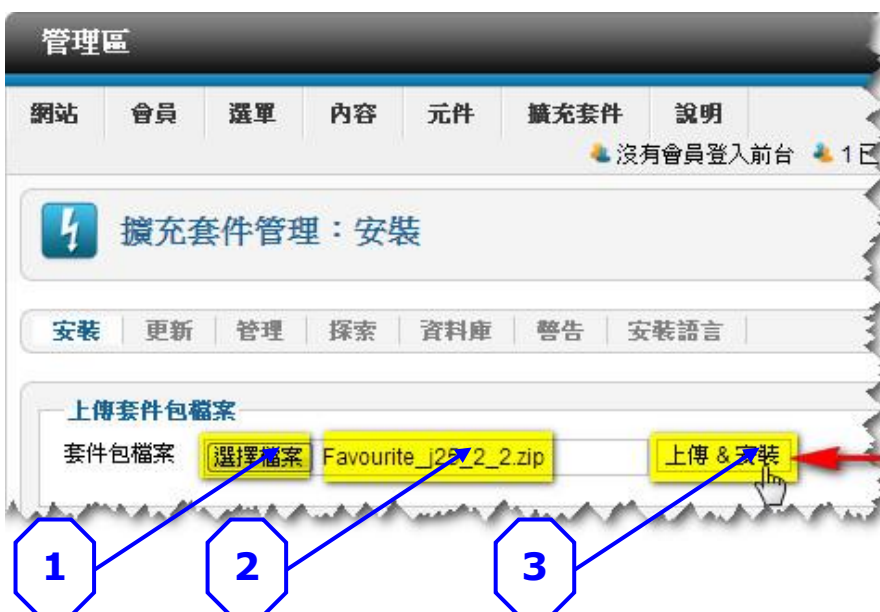 管理區
網站 會員 選單 內容 元件 擴充套件 說明
沒有會員登入前台 1已
擴充套件管理：安裝
安裝 更新 管理 探索 資料庫 警告 安裝語言
上傳套件包檔案
套件包檔案 選擇檔案 Favourite_j25_2_2.zip 上傳 & 安裝
1 2 3